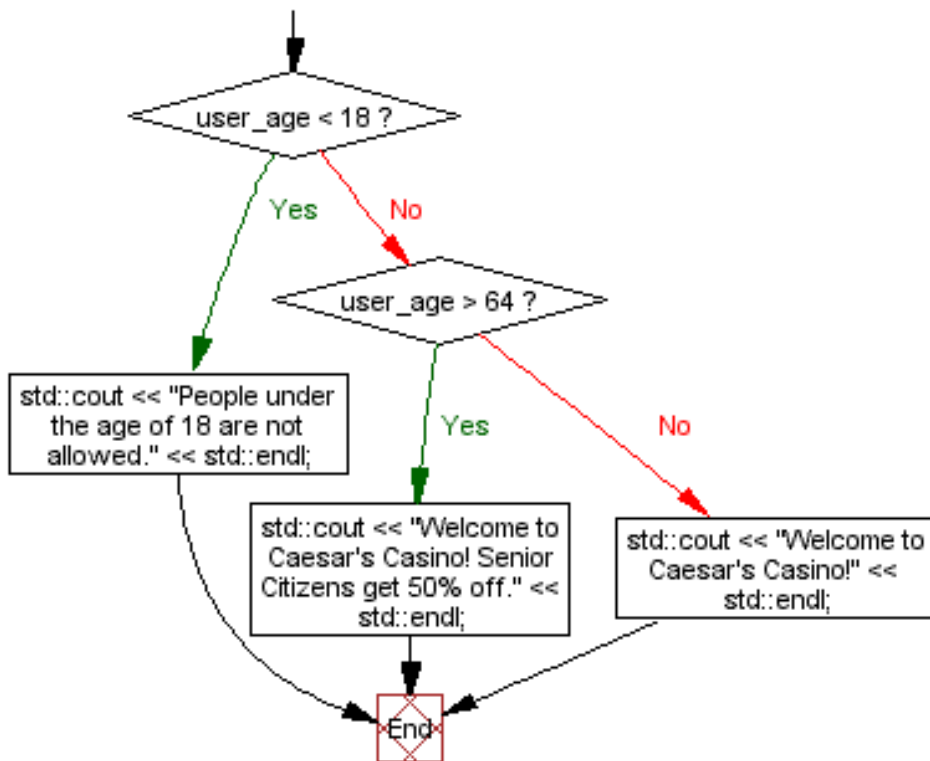 user_age < 18 ?
Yes
No
user_age > 64 ?
std::cout << "People under
the age of 18 are not
allowed." << std::endl;
Yes
No
std::cout << "Welcome to
Caesar's Casino! Senior
Citizens get 50% off." <<
std::endl;
std::cout << "Welcome to
Caesar's Casino!" <<
std::endl;
End